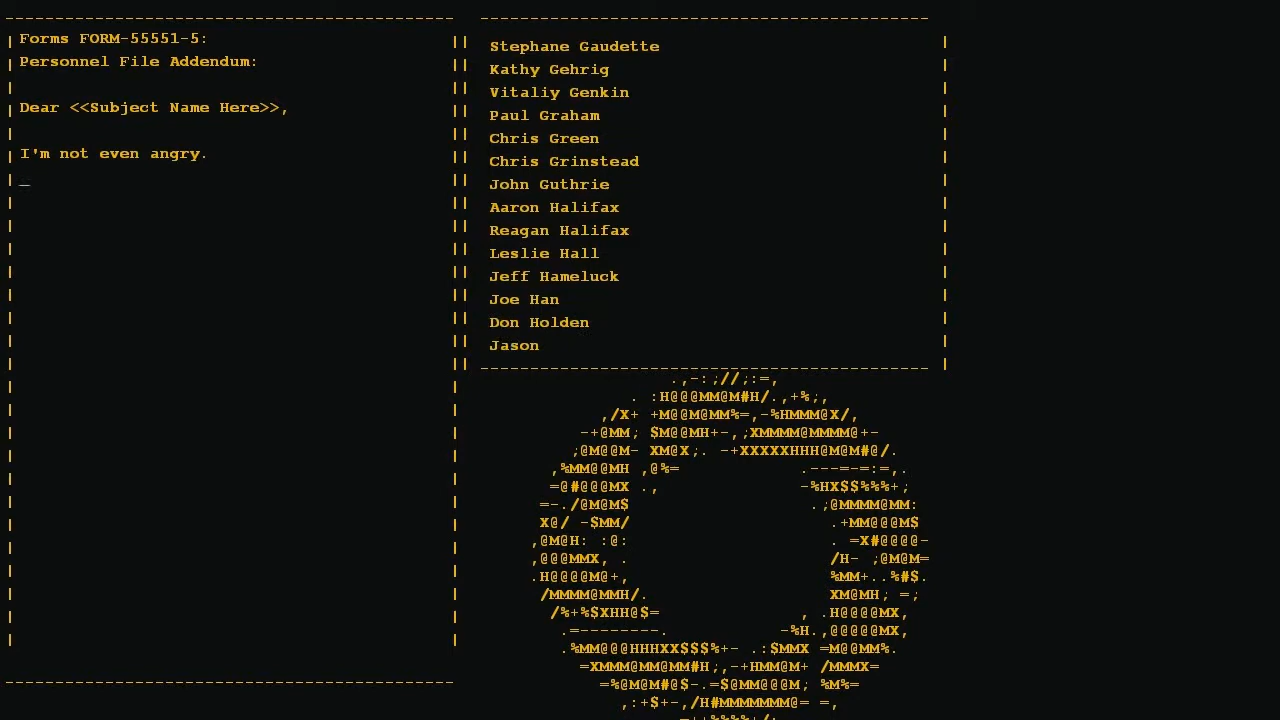 Forms FORM-55551-5:
Personnel File Addendum:
Dear <<Subject Name Here>>,
I'm not even angry.
_
Stephane Gaudette
Kathy Gehrig
Vitaliy Genkin
Paul Graham
Chris Green
Chris Grinstead
John Guthrie
Aaron Halifax
Reagan Halifax
Leslie Hall
Jeff Hameluck
Joe Han
Don Holden
Jason